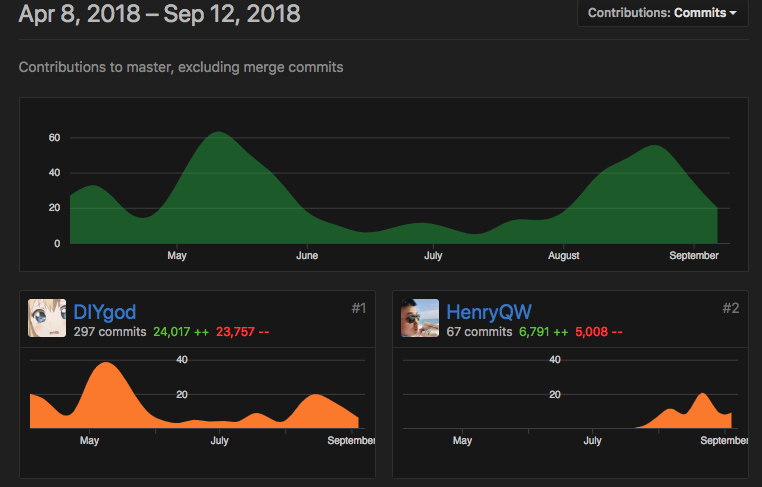 Apr 8, 2018 – Sep 12, 2018
Contributions: Commits
Contributions to master, excluding merge commits
60
40
20
0
May June July August September
DIYgod #1
297 commits 24,017 ++ 23,757 --
40
20
May July September
HenryQW #2
67 commits 6,791 ++ 5,008 --
40
20
May July September